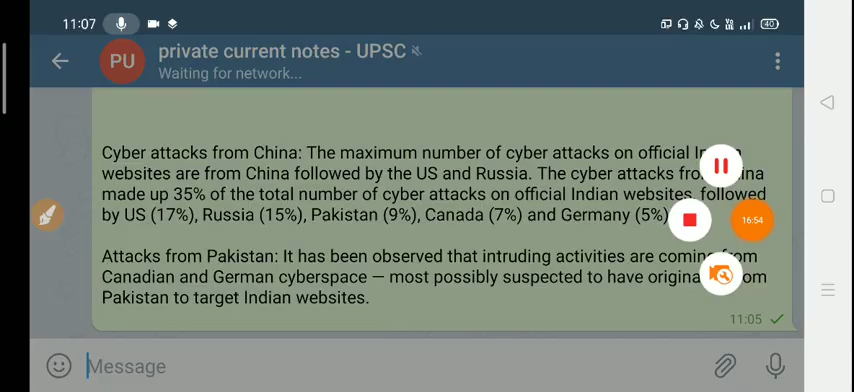 11:07
40
PU
private current notes - UPSC
Waiting for network...
Cyber attacks from China: The maximum number of cyber attacks on official
websites are from China followed by the US and Russia. The cyber attacks
made up 35% of the total number of cyber attacks on official Indian websites, followed
by US (17%), Russia (15%), Pakistan (9%), Canada (7%) and Germany (5%)
16:54
Attacks from Pakistan: It has been observed that intruding activities are coming from
Canadian and German cyberspace — most possibly suspected to have
Pakistan to target Indian websites.
11:05
Message